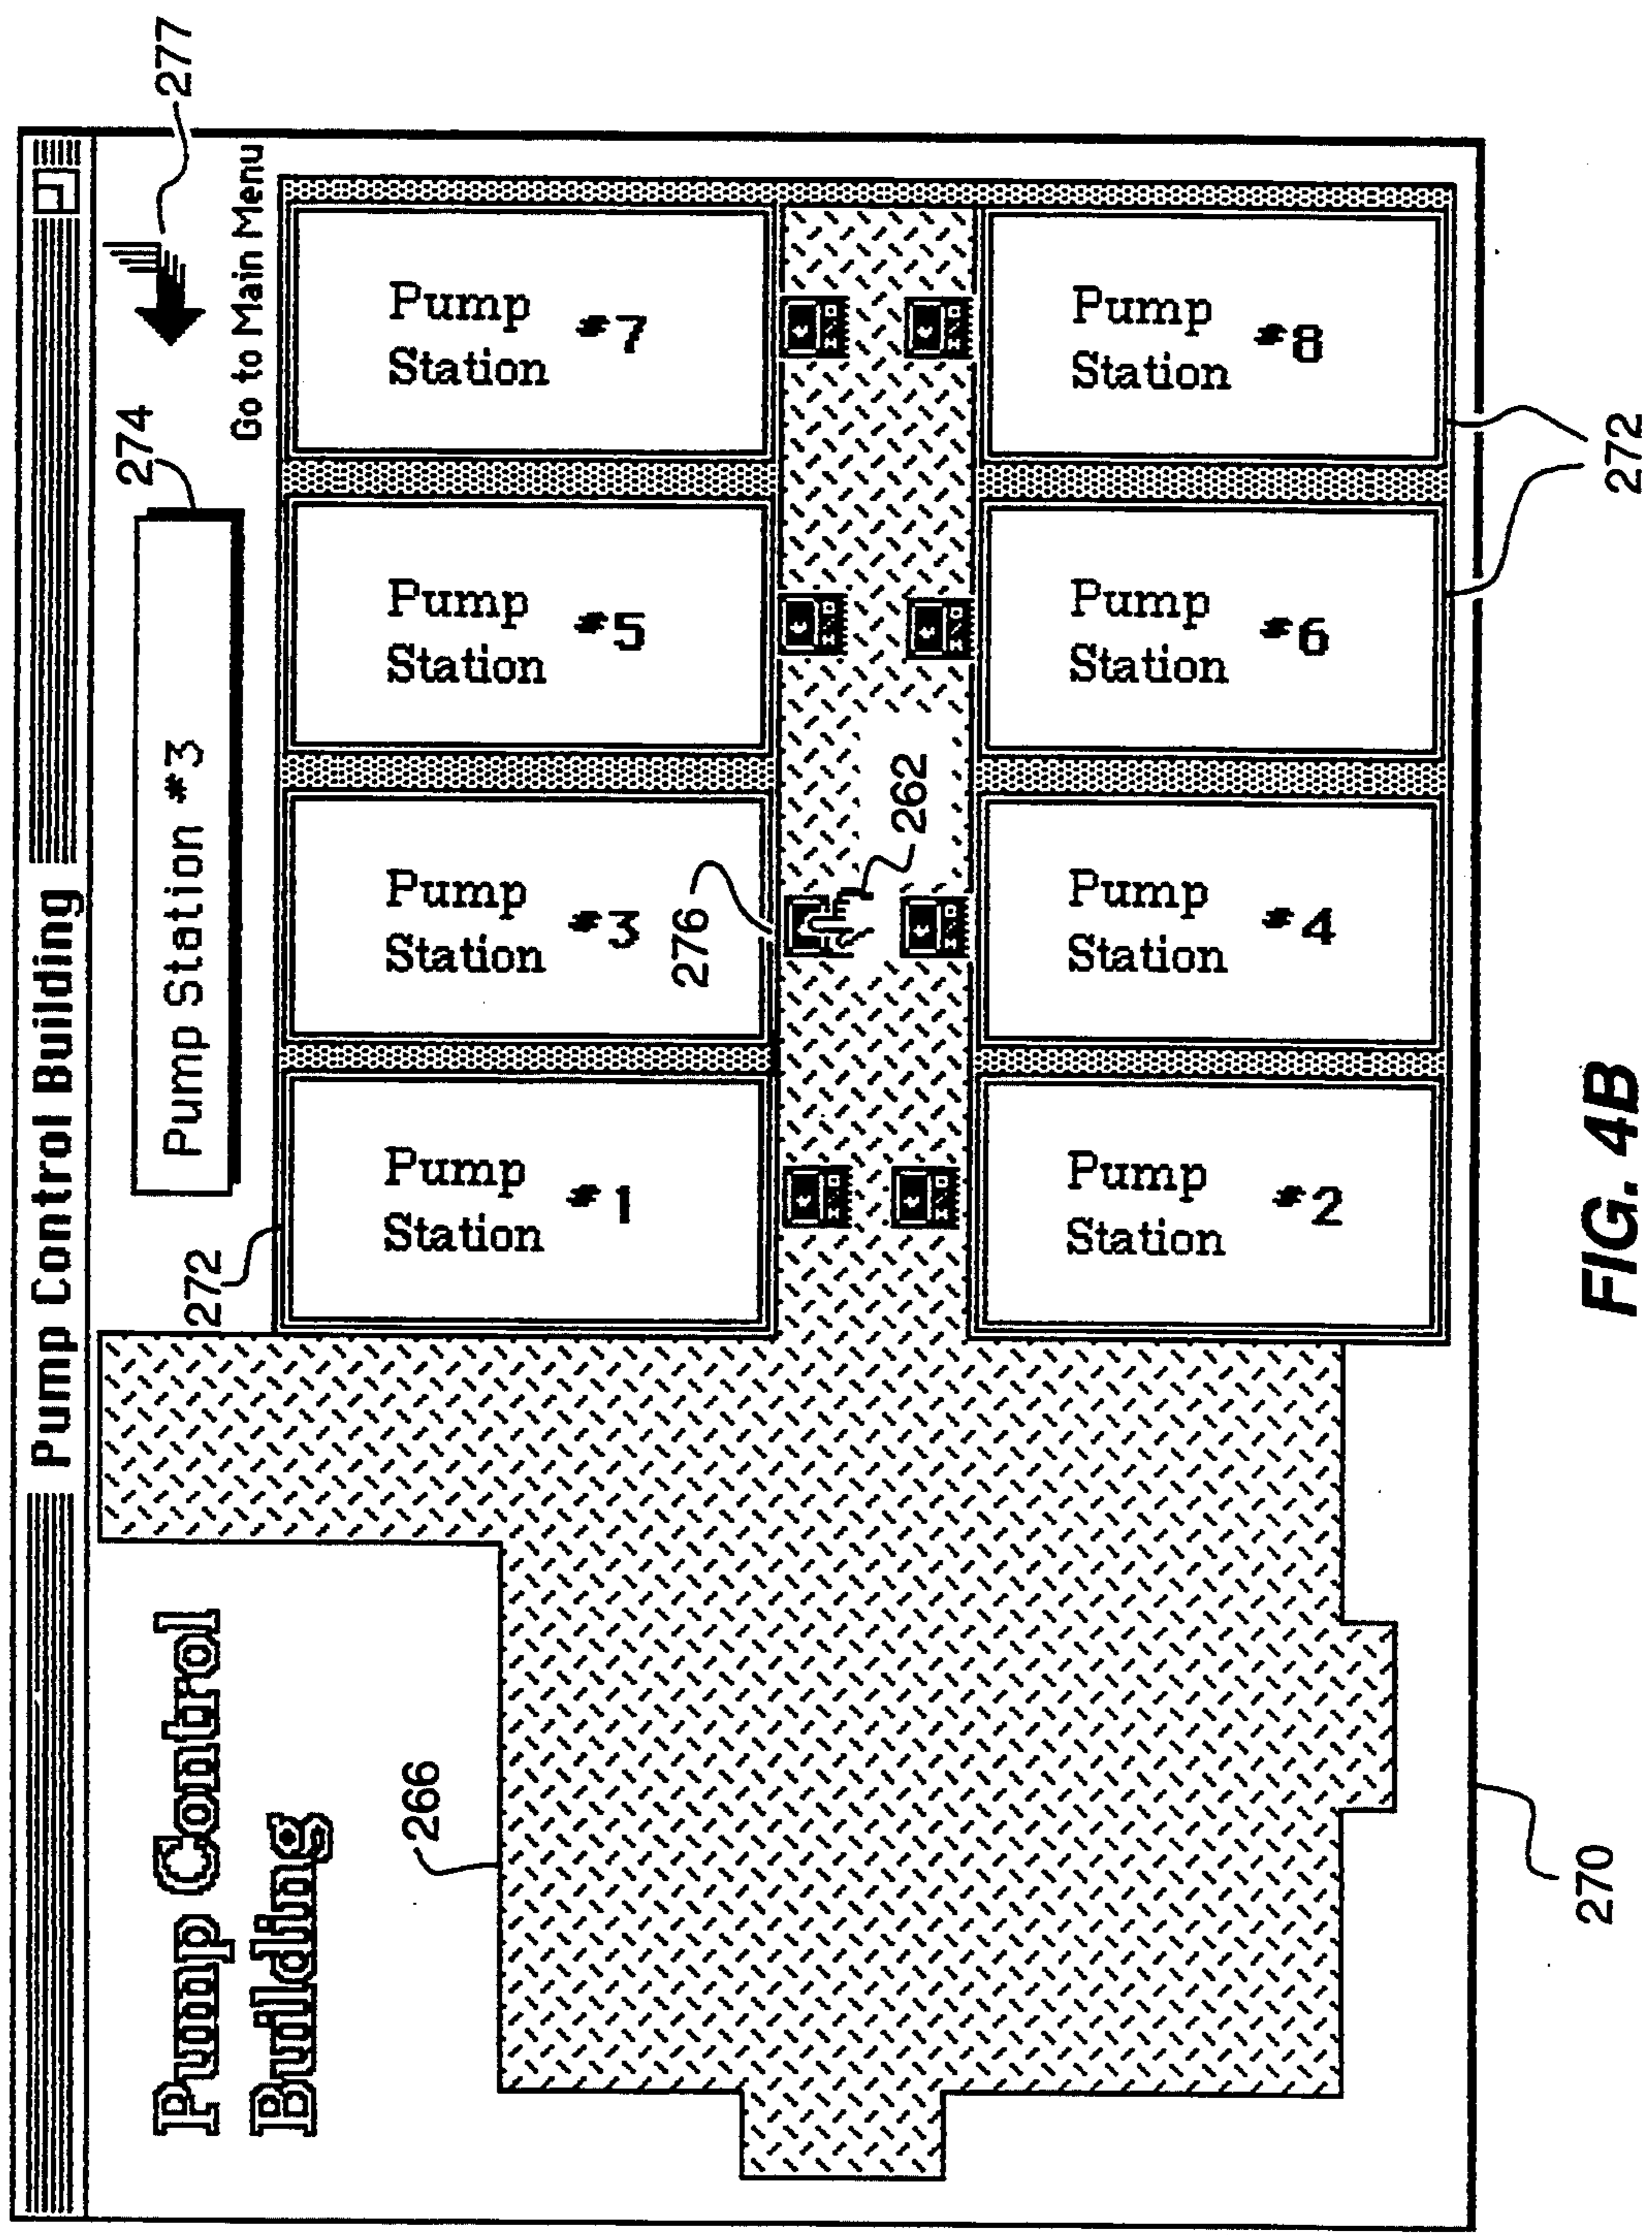 Pump Control Building
Pump Control
Building
Pump Station #3
274
277
Go to Main Menu
272
266
Pump
Station #1
Pump
Station #3
Pump
Station #5
Pump
Station #7
276
262
Pump
Station #2
Pump
Station #4
Pump
Station #6
Pump
Station #8
270
272
FIG. 4B